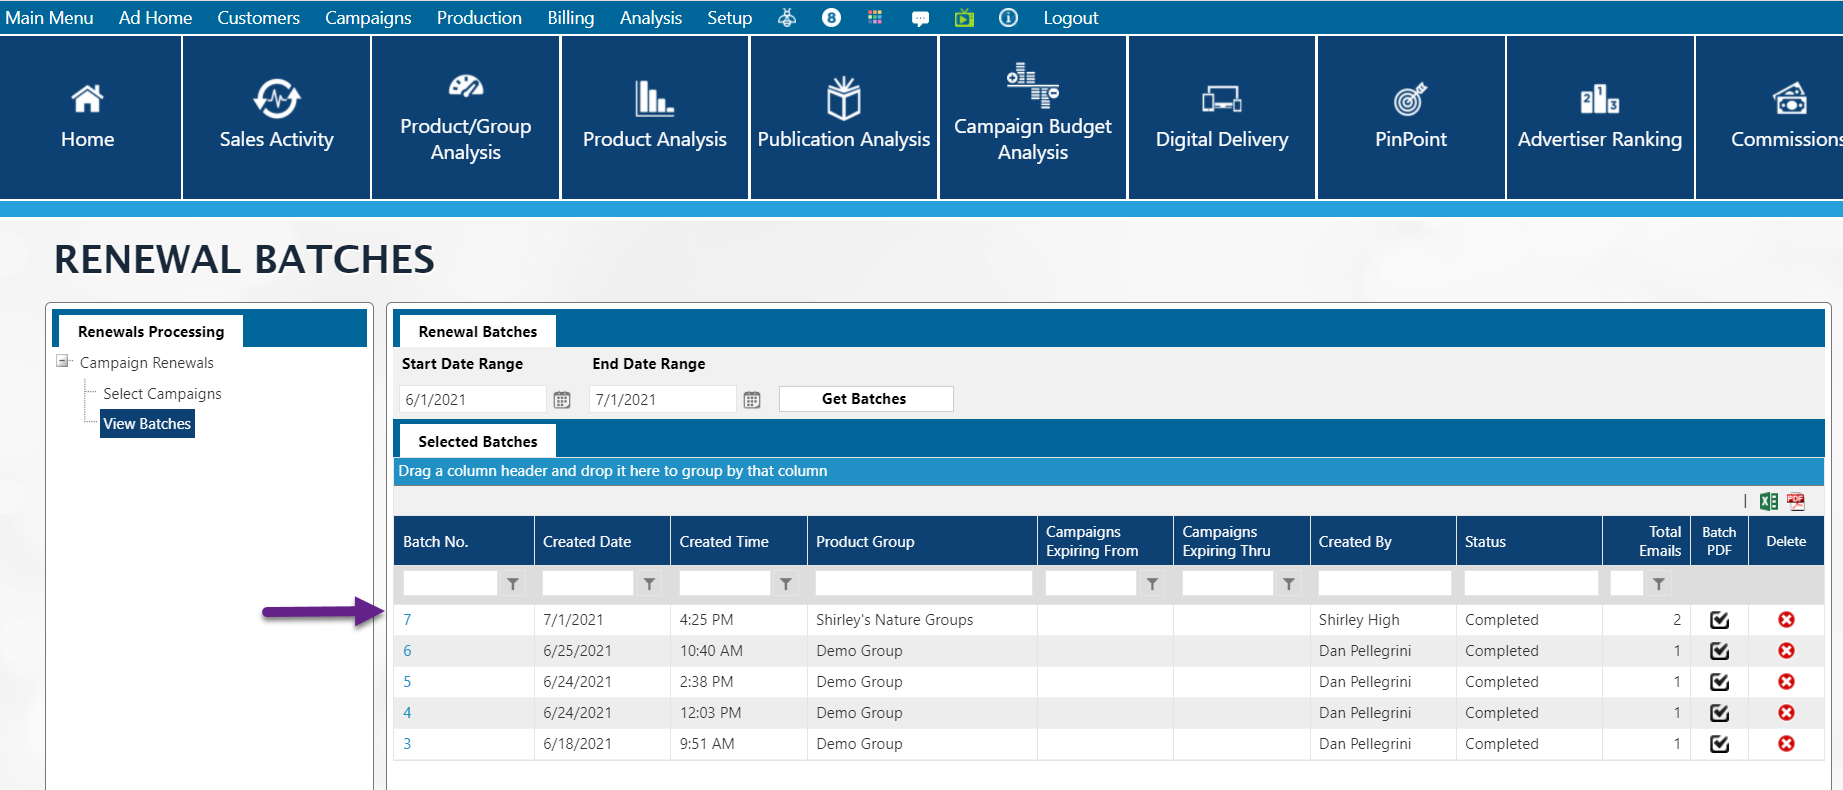 Main Menu Ad Home Customers Campaigns Production Billing Analysis Setup 8 Logout
Home
Sales Activity
Product/Group
Analysis
Product Analysis
Publication Analysis
Campaign Budget
Analysis
Digital Delivery
PinPoint
1 2 3
Advertiser Ranking
Commissions
RENEWAL BATCHES
Renewals Processing
Campaign Renewals
Select Campaigns
View Batches
Renewal Batches
Start Date Range End Date Range
6/1/2021 7/1/2021 Get Batches
Selected Batches
Drag a column header and drop it here to group by that column
PDF
Batch No. Created Date Created Time Product Group Campaigns Expiring From Campaigns Expiring Thru Created By Status Total Emails Batch PDF Delete
7 7/1/2021 4:25 PM Shirley's Nature Groups Shirley High Completed 2
6 6/25/2021 10:40 AM Demo Group Dan Pellegrini Completed 1
5 6/24/2021 2:38 PM Demo Group Dan Pellegrini Completed 1
4 6/24/2021 12:03 PM Demo Group Dan Pellegrini Completed 1
3 6/18/2021 9:51 AM Demo Group Dan Pellegrini Completed 1